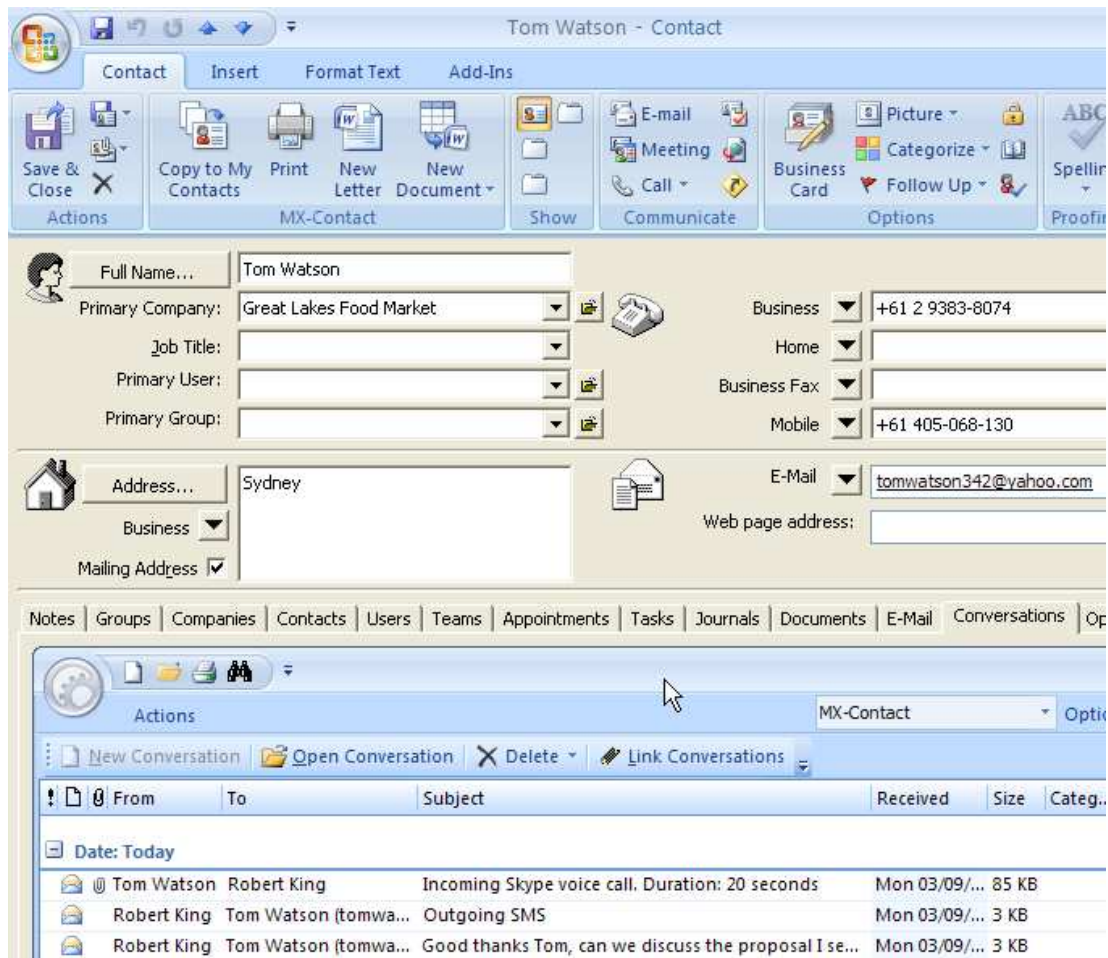 Tom Watson - Contact
Contact Insert Format Text Add-Ins
Save & Close
Copy to My Contacts
Print
New Letter
New Document
E-mail
Meeting
Call
Business Card
Picture
Categorize
Follow Up
ABC
Actions MX-Contact Show Communicate Options
Full Name... Tom Watson
Primary Company: Great Lakes Food Market
Business +61 2 9383-8074
Job Title:
Home
Primary User:
Business Fax
Primary Group:
Mobile +61 405-068-130
Address... Sydney
E-Mail tomwatson342@yahoo.com
Business
Web page address:
Mailing Address
Notes Groups Companies Contacts Users Teams Appointments Tasks Journals Documents E-Mail Conversations Op
Actions MX-Contact Optio
New Conversation Open Conversation Delete Link Conversations
! From To Subject Received Size Categ...
Date: Today
Tom Watson Robert King Incoming Skype voice call. Duration: 20 seconds Mon 03/09/... 85 KB
Robert King Tom Watson (tomwa... Outgoing SMS Mon 03/09/... 3 KB
Robert King Tom Watson (tomwa... Good thanks Tom, can we discuss the proposal I se... Mon 03/09/... 3 KB